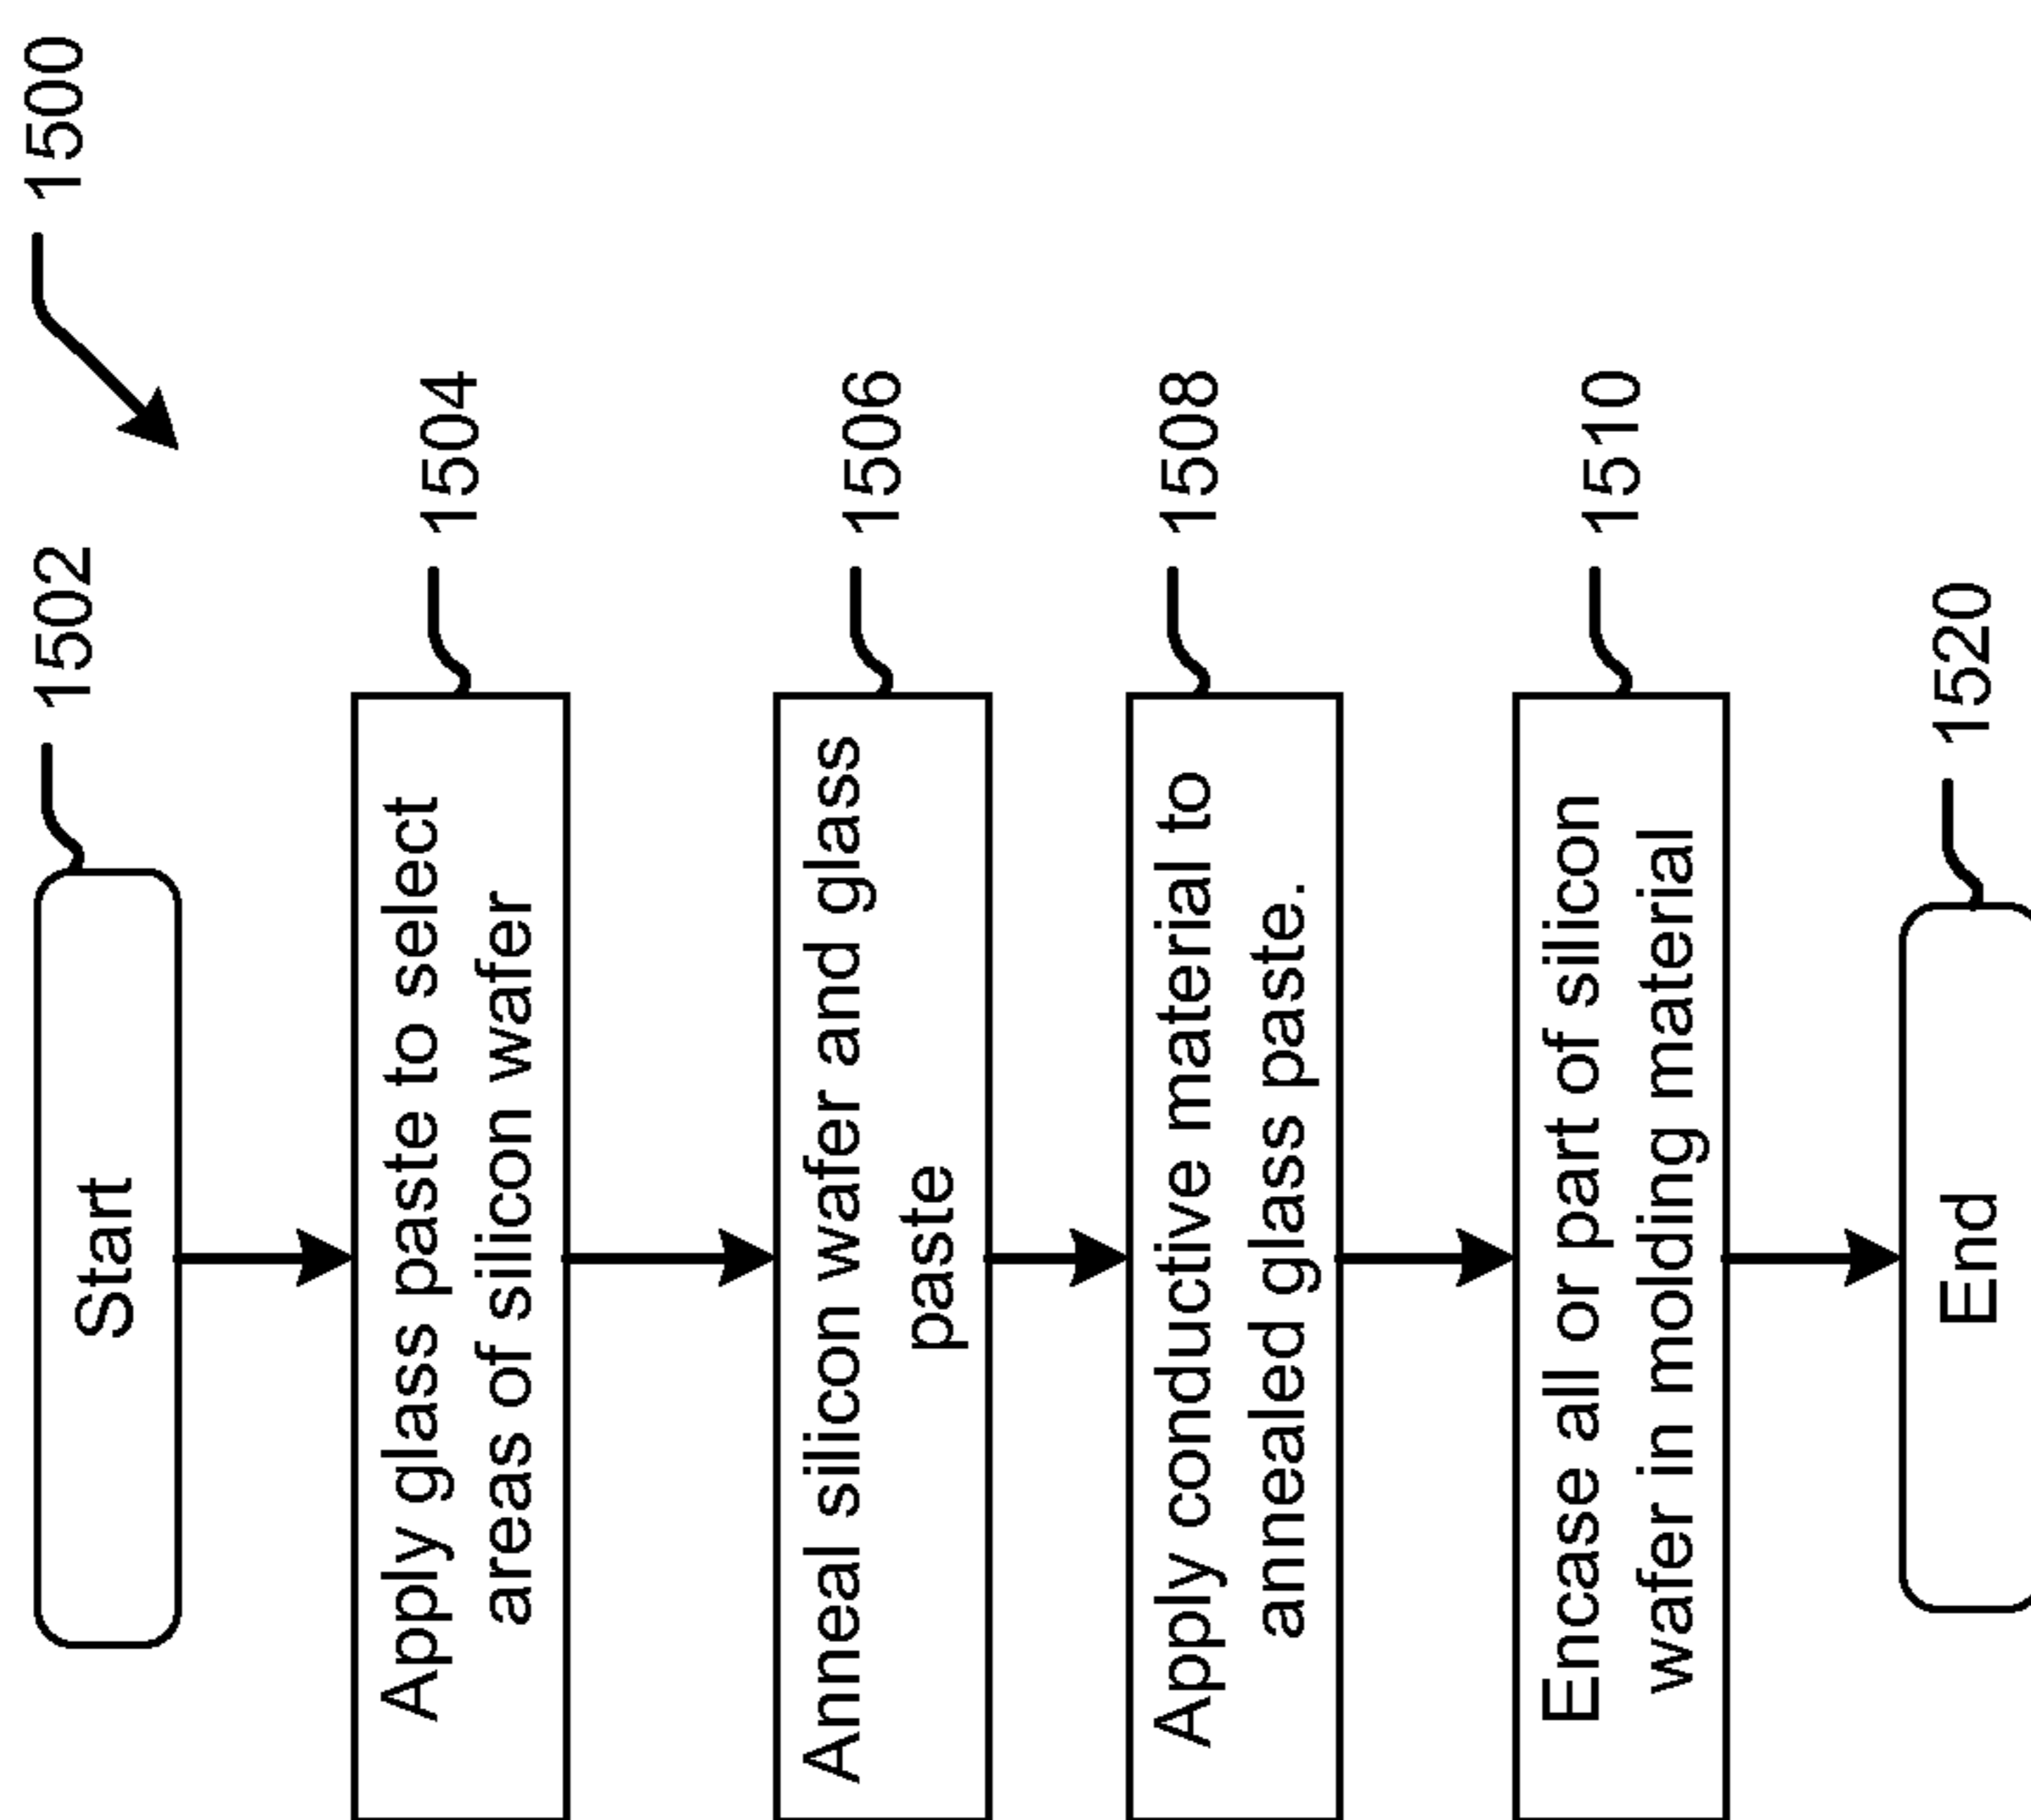 1500
Start
1502
Apply glass paste to select
areas of silicon wafer
1504
Anneal silicon wafer and glass
paste
1506
Apply conductive material to
annealed glass paste.
1508
Encase all or part of silicon
wafer in molding material
1510
End
1520